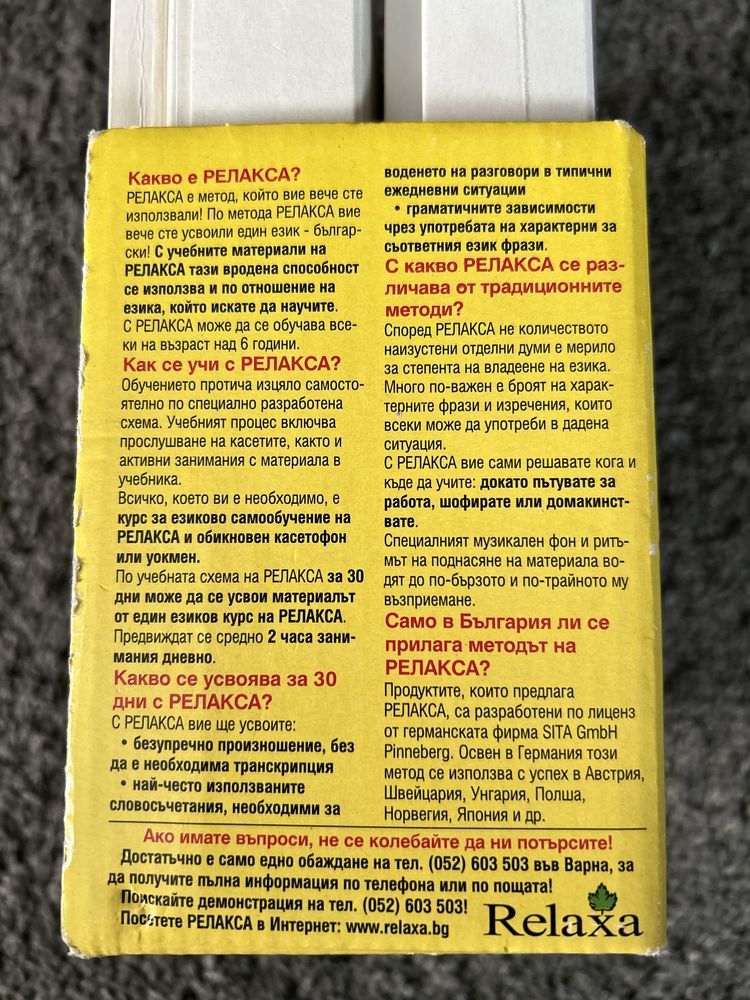 Какво е РЕЛАКСА?
РЕЛАКСА е метод, който вие вече сте
използвали! По метода РЕЛАКСА вие
вече сте усвоили един език - българ-
ски! С учебните материали на
РЕЛАКСА тази вродена способност
се използва и по отношение на
езика, който искате да научите.
С РЕЛАКСА може да се обучава все-
ки на възраст над 6 години.
Как се учи с РЕЛАКСА?
Обучението протича изцяло самосто-
ятелно по специално разработена
схема. Учебният процес включва
прослушване на касетите, както и
активни занимания с материала в
учебника.
Всичко, което ви е необходимо, е
курс за езиково самообучение на
РЕЛАКСА и обикновен касетофон
или уокмен.
По учебната схема на РЕЛАКСА за 30
дни може да се усвои материалът
от един езиков курс на РЕЛАКСА.
Предвиждат се средно 2 часа зани-
мания дневно.
Какво се усвоява за 30
дни с РЕЛАКСА?
С РЕЛАКСА вие ще усвоите:
• безупречно произношение, без
да е необходима транскрипция
• най-често използваните
словосъчетания, необходими за
воденето на разговори в типични
ежедневни ситуации
• граматичните зависимости
чрез употребата на характерни за
съответния език фрази.
С какво РЕЛАКСА се раз-
личава от традиционните
методи?
Според РЕЛАКСА не количеството
наизустени отделни думи е мерило
за степента на владеене на езика.
Много по-важен е броят на харак-
терните фрази и изречения, които
всеки може да употреби в дадена
ситуация.
С РЕЛАКСА вие сами решавате кога и
къде да учите: докато пътувате за
работа, шофирате или домакинст-
вате.
Специалният музикален фон и ритъ-
мът на поднасяне на материала во-
дят до по-бързото и по-трайното му
възприемане.
Само в България ли се
прилага методът на
РЕЛАКСА?
Продуктите, които предлага
РЕЛАКСА, са разработени по лиценз
от германската фирма SITA GmbH
Pinneberg. Освен в Германия този
метод се използва с успех в Австрия,
Швейцария, Унгария, Полша,
Норвегия, Япония и др.
Ако имате въпроси, не се колебайте да ни потърсите!
Достатъчно е само едно обаждане на тел. (052) 603 503 във Варна, за
да получите пълна информация по телефона или по пощата!
Поискайте демонстрация на тел. (052) 603 503!
Посетете РЕЛАКСА в Интернет: www.relaxa.bg
Relaxa